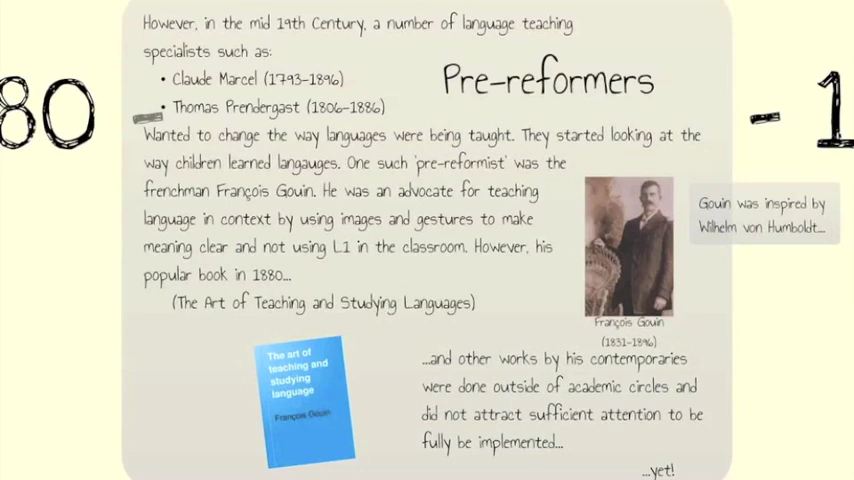 However, in the mid 19th Century, a number of language teaching
specialists such as:
• Claude Marcel (1793-1896)
• Thomas Prendergast (1806-1886)
Pre-reformers
80
- 1
Wanted to change the way languages were being taught. They started looking at the
way children learned langauges. One such 'pre-reformist' was the
frenchman François Gouin. He was an advocate for teaching
language in context by using images and gestures to make
meaning clear and not using L1 in the classroom. However, his
popular book in 1880...
(The Art of Teaching and Studying Languages)
Gouin was inspired by
Wilhelm von Humboldt...
François Gouin
(1831-1896)
The art of
teaching and
studying
language
François Gouin
...and other works by his contemporaries
were done outside of academic circles and
did not attract sufficient attention to be
fully be implemented...
...yet!